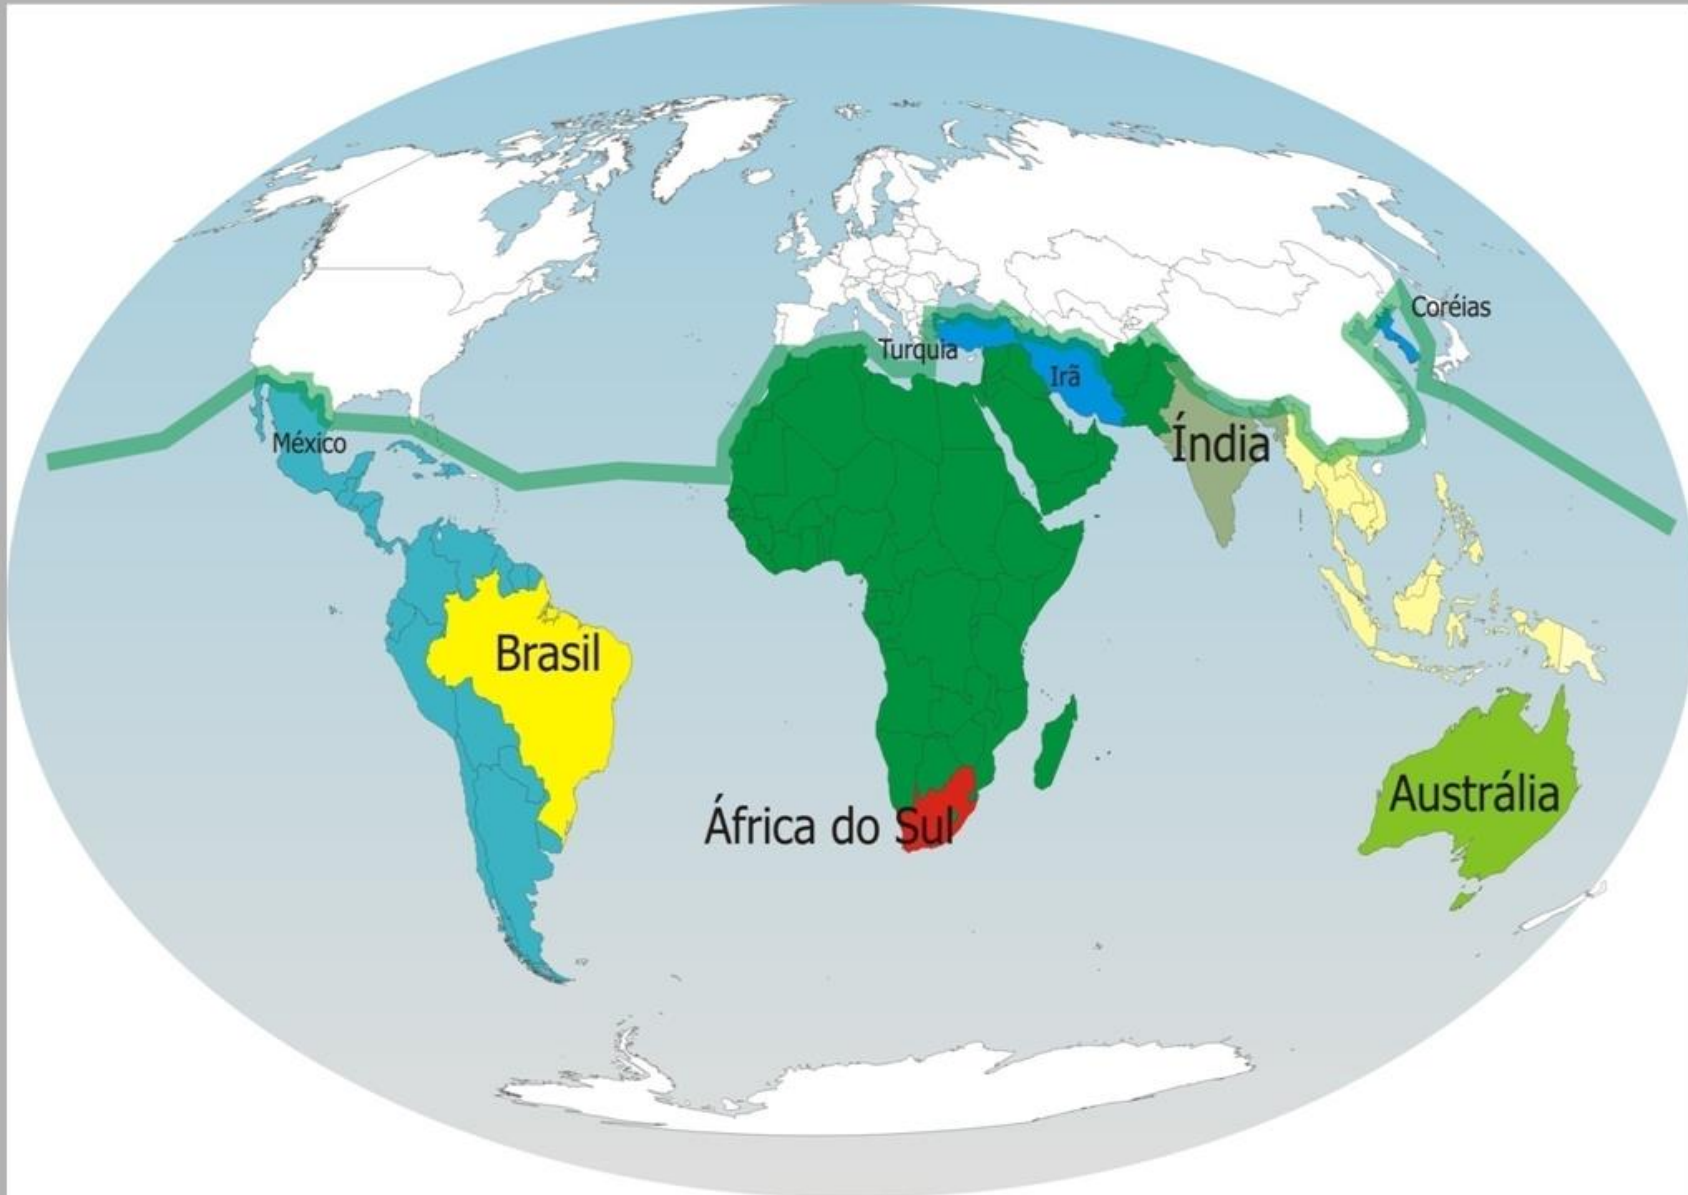 Coréias
Turquia
Irã
México
Índia
Brasil
Austrália
África do Sul